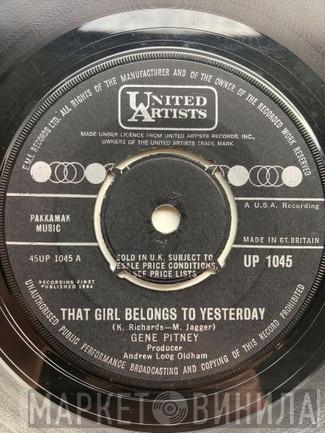 E.M.I. RECORDS LTD. ALL RIGHTS OF THE MANUFACTURER AND OF THE OWNER OF THE RECORDED WORK RESERVED
UNITED
ARTISTS
MADE UNDER LICENCE FROM UNITED ARTISTS RECORDS, INC.,
OWNERS OF THE UNITED ARTISTS TRADE MARK
PAKKAMAK
MUSIC
A U.S.A. Recording
MADE IN GT. BRITAIN
45UP 1045 A
SOLD IN U.K. SUBJECT TO
RESALE PRICE CONDITIONS,
SEE PRICE LISTS
UP 1045
RECORDING FIRST
PUBLISHED 1964
THAT GIRL BELONGS TO YESTERDAY
(K. Richards—M. Jagger)
GENE PITNEY
Producer
Andrew Loog Oldham
UNAUTHORISED PUBLIC PERFORMANCE BROADCASTING AND COPYING OF THIS RECORD PROHIBITED
МАРКЕТ ВИНИЛА